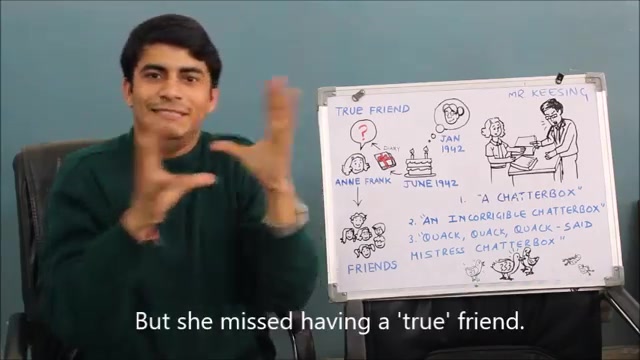 MR KEESING
TRUE FRIEND
?
DIARY
JAN
1942
ANNE FRANK
JUNE 1942
1. "A CHATTERBOX"
2. "AN INCORRIGIBLE CHATTERBOX"
3. "QUACK, QUACK, QUACK - SAID
MISTRESS CHATTERBOX"
FRIENDS
But she missed having a 'true' friend.